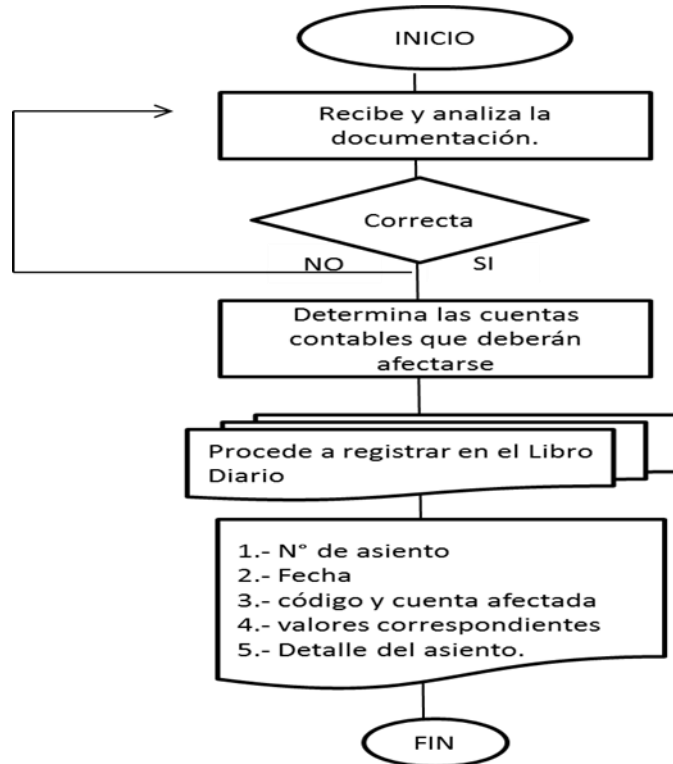 INICIO
Recibe y analiza la
documentación.
Correcta
NO
SI
Determina las cuentas
contables que deberán
afectarse
Procede a registrar en el Libro
Diario
1.- N° de asiento
2.- Fecha
3.- código y cuenta afectada
4.- valores correspondientes
5.- Detalle del asiento.
FIN